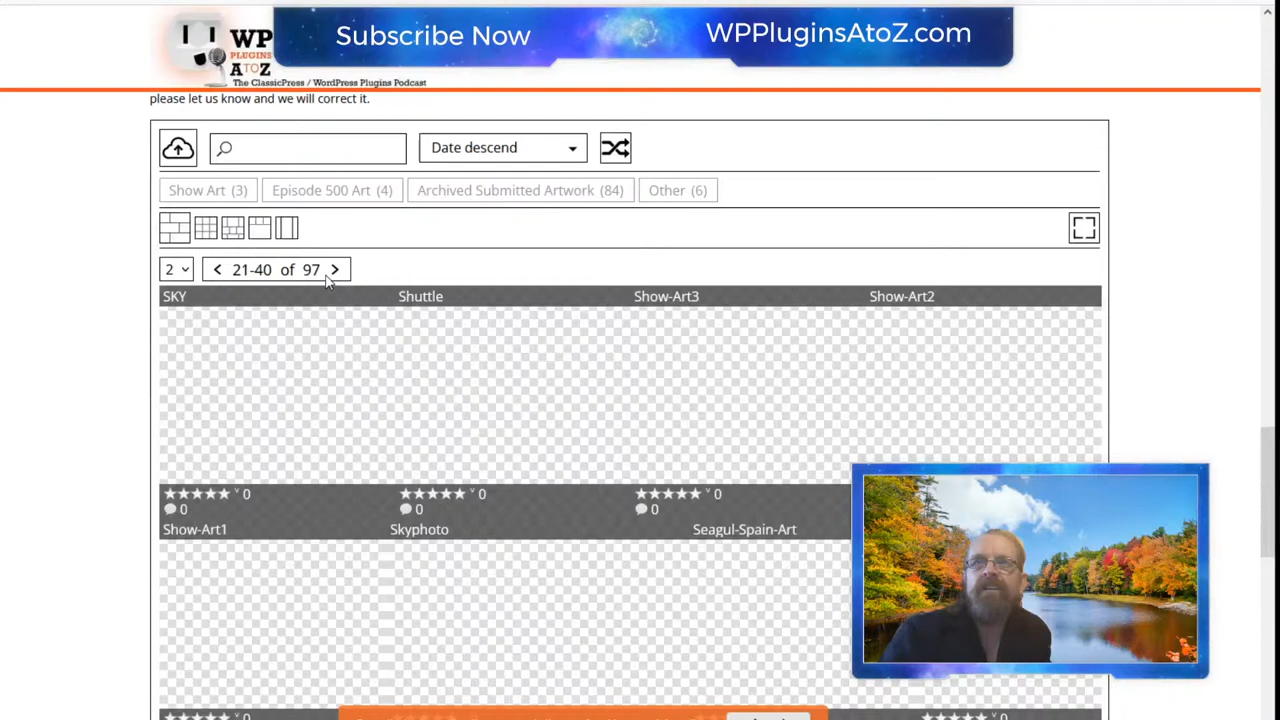 Subscribe Now
WPPluginsAtoZ.com
WP
PLUGINS
ATOZ
The ClassicPress / WordPress Plugins Podcast
please let us know and we will correct it.
Date descend
Show Art (3)
Episode 500 Art (4)
Archived Submitted Artwork (84)
Other (6)
2
21-40 of 97
SKY
Shuttle
Show-Art3
Show-Art2
★★★★★ v 0
★★★★★ v 0
★★★★★ v 0
0
0
0
Show-Art1
Skyphoto
Seagul-Spain-Art